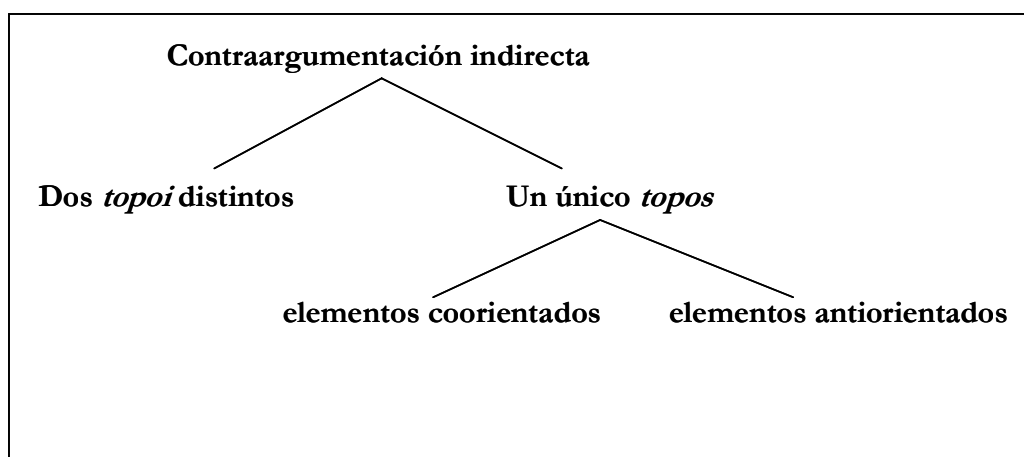 Contraargumentación indirecta
Dos topoi distintos Un único topos
elementos coorientados elementos antiorientados